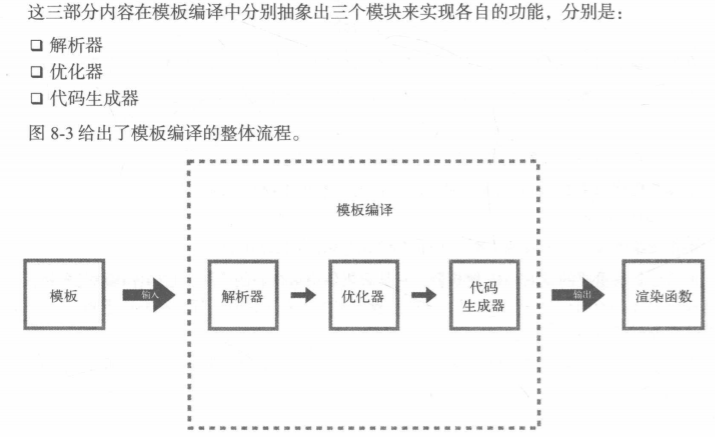 这三部分内容在模板编译中分别抽象出三个模块来实现各自的功能，分别是：
❑ 解析器
❑ 优化器
❑ 代码生成器
图 8-3 给出了模板编译的整体流程。
模板编译
模板
输入
解析器
优化器
代码
生成器
输出
渲染函数